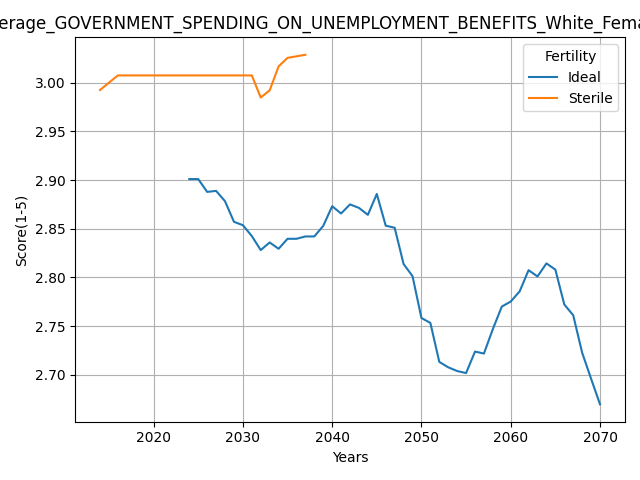 erage_GOVERNMENT_SPENDING_ON_UNEMPLOYMENT_BENEFITS_White_Fema
Fertility
Ideal
Sterile
3.00
2.95
2.90
2.85
2.80
2.75
2.70
Score(1-5)
2020 2030 2040 2050 2060 2070
Years